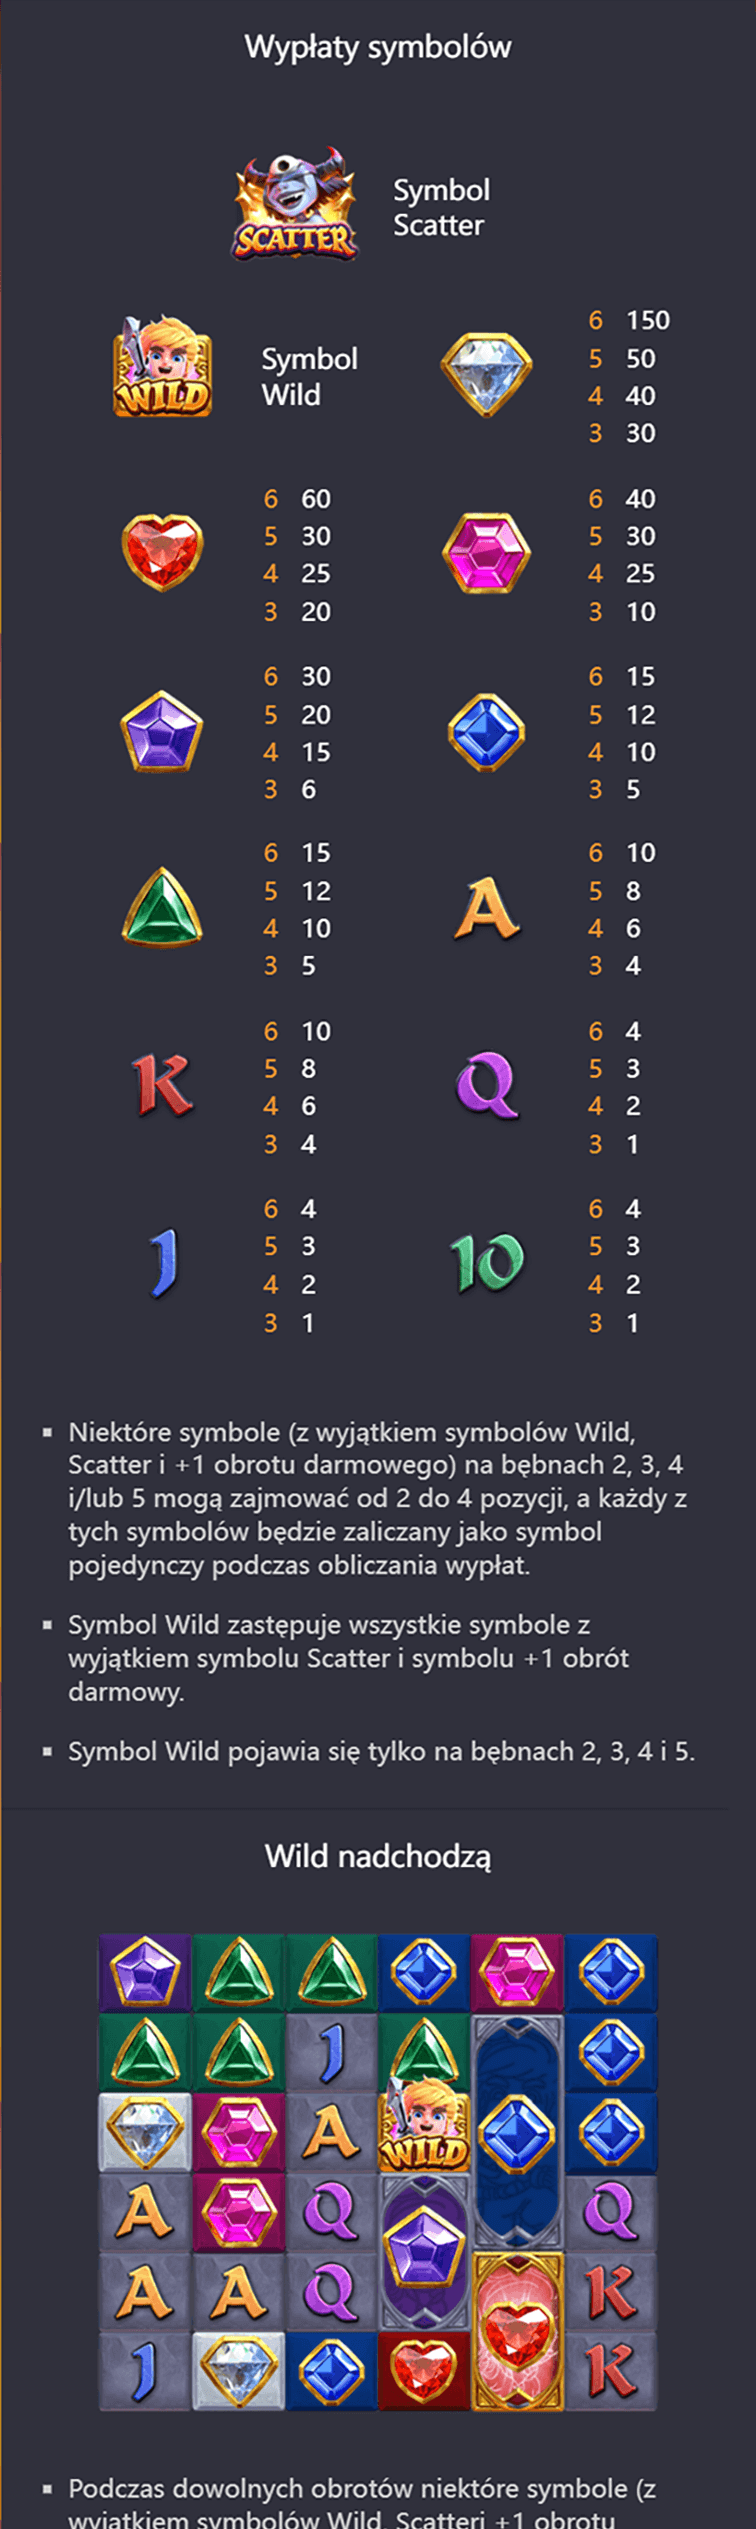 Wypłaty symbolów
SCATTER
Symbol
Scatter
WILD
Symbol
Wild
6 150
5 50
4 40
3 30
6 60
5 30
4 25
3 20
6 40
5 30
4 25
3 10
6 30
5 20
4 15
3 6
6 15
5 12
4 10
3 5
6 15
5 12
4 10
3 5
A
6 10
5 8
4 6
3 4
K
6 10
5 8
4 6
3 4
Q
6 4
5 3
4 2
3 1
J
6 4
5 3
4 2
3 1
10
6 4
5 3
4 2
3 1
▪ Niektóre symbole (z wyjątkiem symbolów Wild,
Scatter i +1 obrotu darmowego) na bębnach 2, 3, 4
i/lub 5 mogą zajmować od 2 do 4 pozycji, a każdy z
tych symbolów będzie zaliczany jako symbol
pojedynczy podczas obliczania wypłat.
▪ Symbol Wild zastępuje wszystkie symbole z
wyjątkiem symbolu Scatter i symbolu +1 obrót
darmowy.
▪ Symbol Wild pojawia się tylko na bębnach 2, 3, 4 i 5.
Wild nadchodzą
J
A WILD
A Q Q
A A Q K
J K
▪ Podczas dowolnych obrotów niektóre symbole (z
wyjątkiem symbolów Wild, Scatteri +1 obrotu